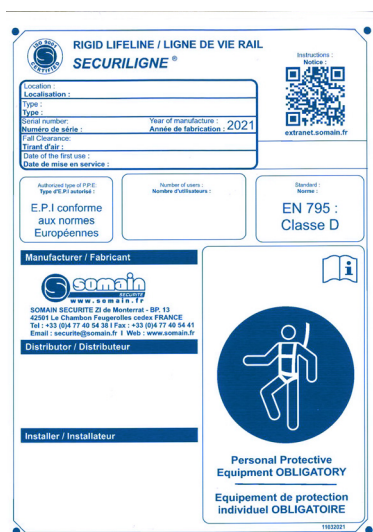 ISO 9001
CERTIFIED
RIGID LIFELINE / LIGNE DE VIE RAIL
SECURILIGNE ®
Instructions :
Notice :
extranet.somain.fr
Location :
Localisation :
Type :
Type :
Serial number:
Numéro de série :
Year of manufacture :
Année de fabrication : 2021
Fall Clearance:
Tirant d'air :
Date of the first use :
Date de mise en service :
Authorized type of P.P.E:
Type d'E.P.I autorisé :
E.P.I conforme
aux normes
Européennes
Number of users :
Nombre d'utilisateurs :
Standard :
Norme :
EN 795 :
Classe D
Manufacturer / Fabricant
somain
SECURITE
www.somain.fr
SOMAIN SECURITE ZI de Monterrat - BP. 13
42501 Le Chambon Feugerolles cedex FRANCE
Tel : +33 (0)4 77 40 54 38 I Fax : +33 (0)4 77 40 54 41
Email : securite@somain.fr I Web : www.somain.fr
Distributor / Distributeur
Installer / Installateur
i
Personal Protective
Equipment OBLIGATORY
Equipement de protection
individuel OBLIGATOIRE
11632021